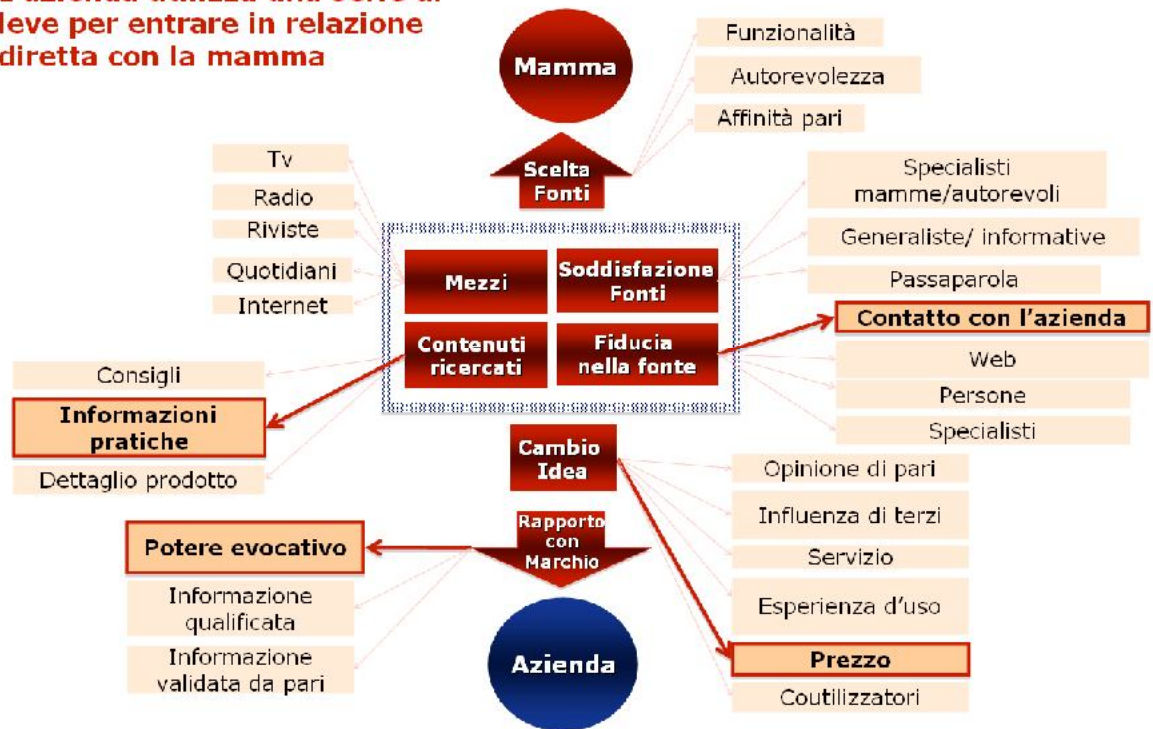 leve per entrare in relazione
diretta con la mamma
Mamma
Funzionalità
Autorevolezza
Affinità pari
Scelta
Fonti
Tv
Radio
Riviste
Quotidiani
Internet
Specialisti
mamme/autorevoli
Generaliste/ informative
Passaparola
Mezzi
Soddisfazione
Fonti
Contenuti
ricercati
Fiducia
nella fonte
Contatto con l'azienda
Web
Persone
Specialisti
Consigli
Informazioni
pratiche
Dettaglio prodotto
Cambio
Idea
Opinione di pari
Influenza di terzi
Servizio
Esperienza d'uso
Prezzo
Coutilizzatori
Rapporto
con
Marchio
Potere evocativo
Informazione
qualificata
Informazione
validata da pari
Azienda